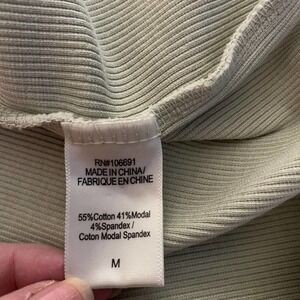 RN#106691
MADE IN CHINA/
FABRIQUE EN CHINE
55%Cotton 41%Modal
4%Spandex /
Coton Modal Spandex
M